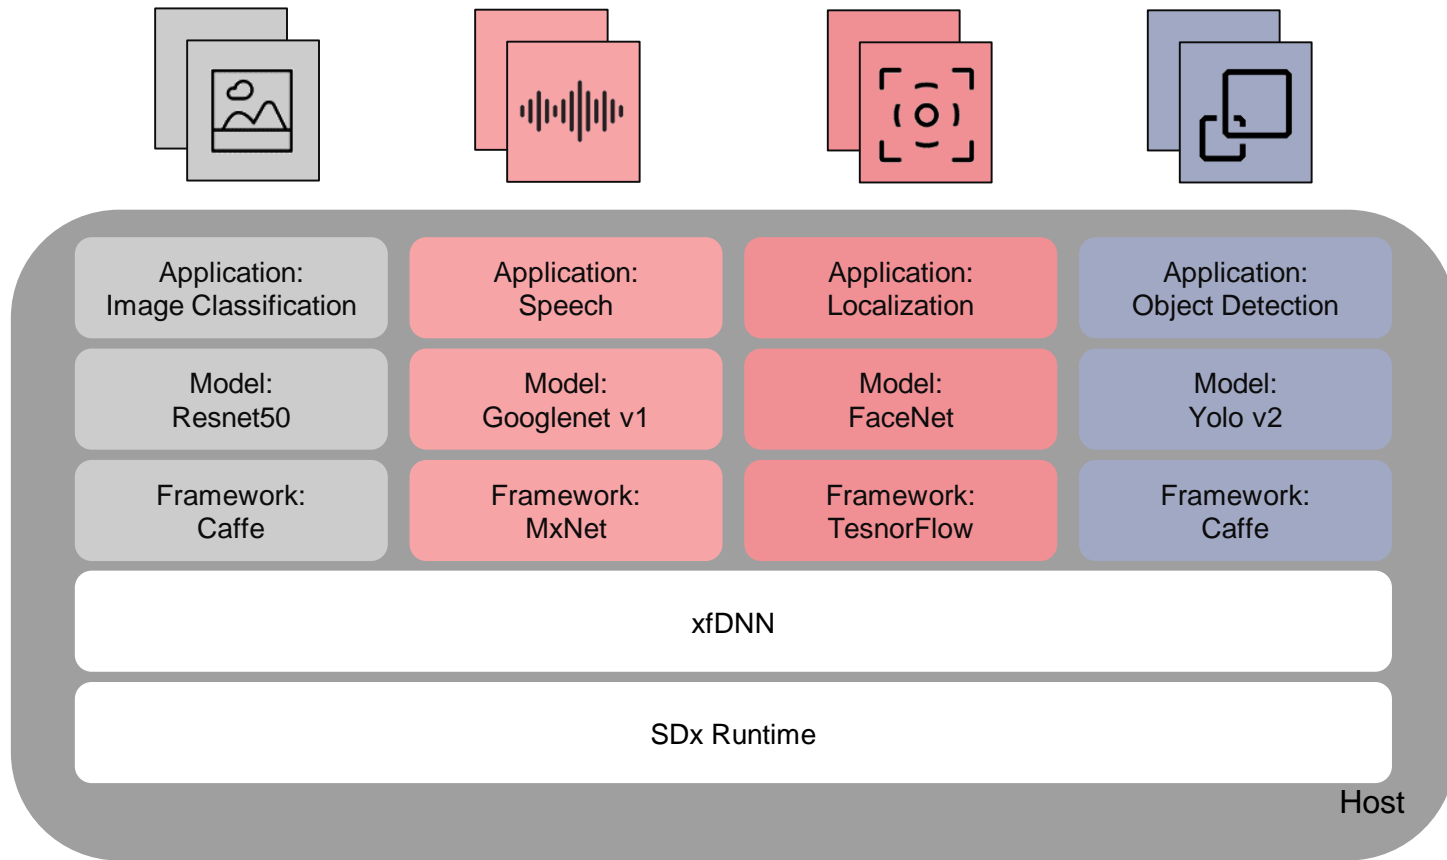 Application:
Image Classification
Application:
Speech
Application:
Localization
Application:
Object Detection
Model:
Resnet50
Model:
Googlenet v1
Model:
FaceNet
Model:
Yolo v2
Framework:
Caffe
Framework:
MxNet
Framework:
TesnorFlow
Framework:
Caffe
xfDNN
SDx Runtime
Host